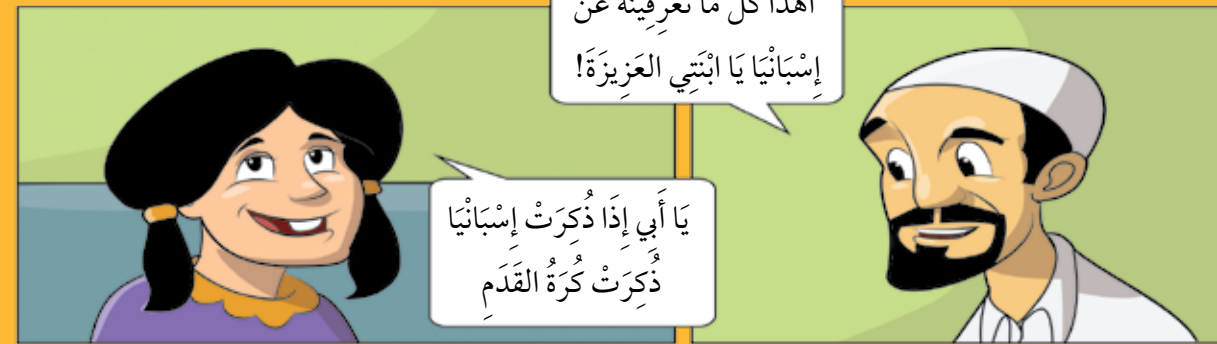 أهذا كل ما تعرفينه عن
إِسْبَانْيَا يَا ابْنَتِي العَزِيزَةَ!
يَا أَبِي إِذَا ذُكِرَتْ إِسْبَانْيَا
ذُكِرَتْ كُرَةُ القَدَمِ